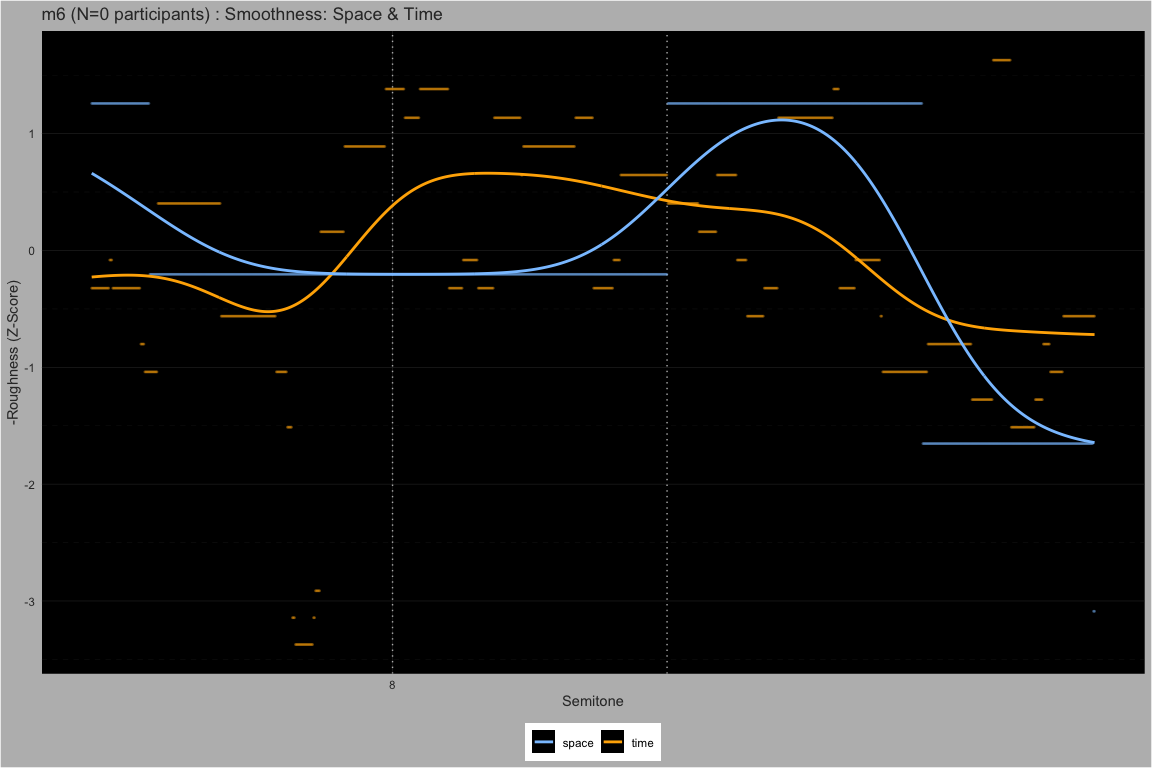 m6 (N=0 participants) : Smoothness: Space & Time
-Roughness (Z-Score)
1
0
-1
-2
-3
8
Semitone
space time